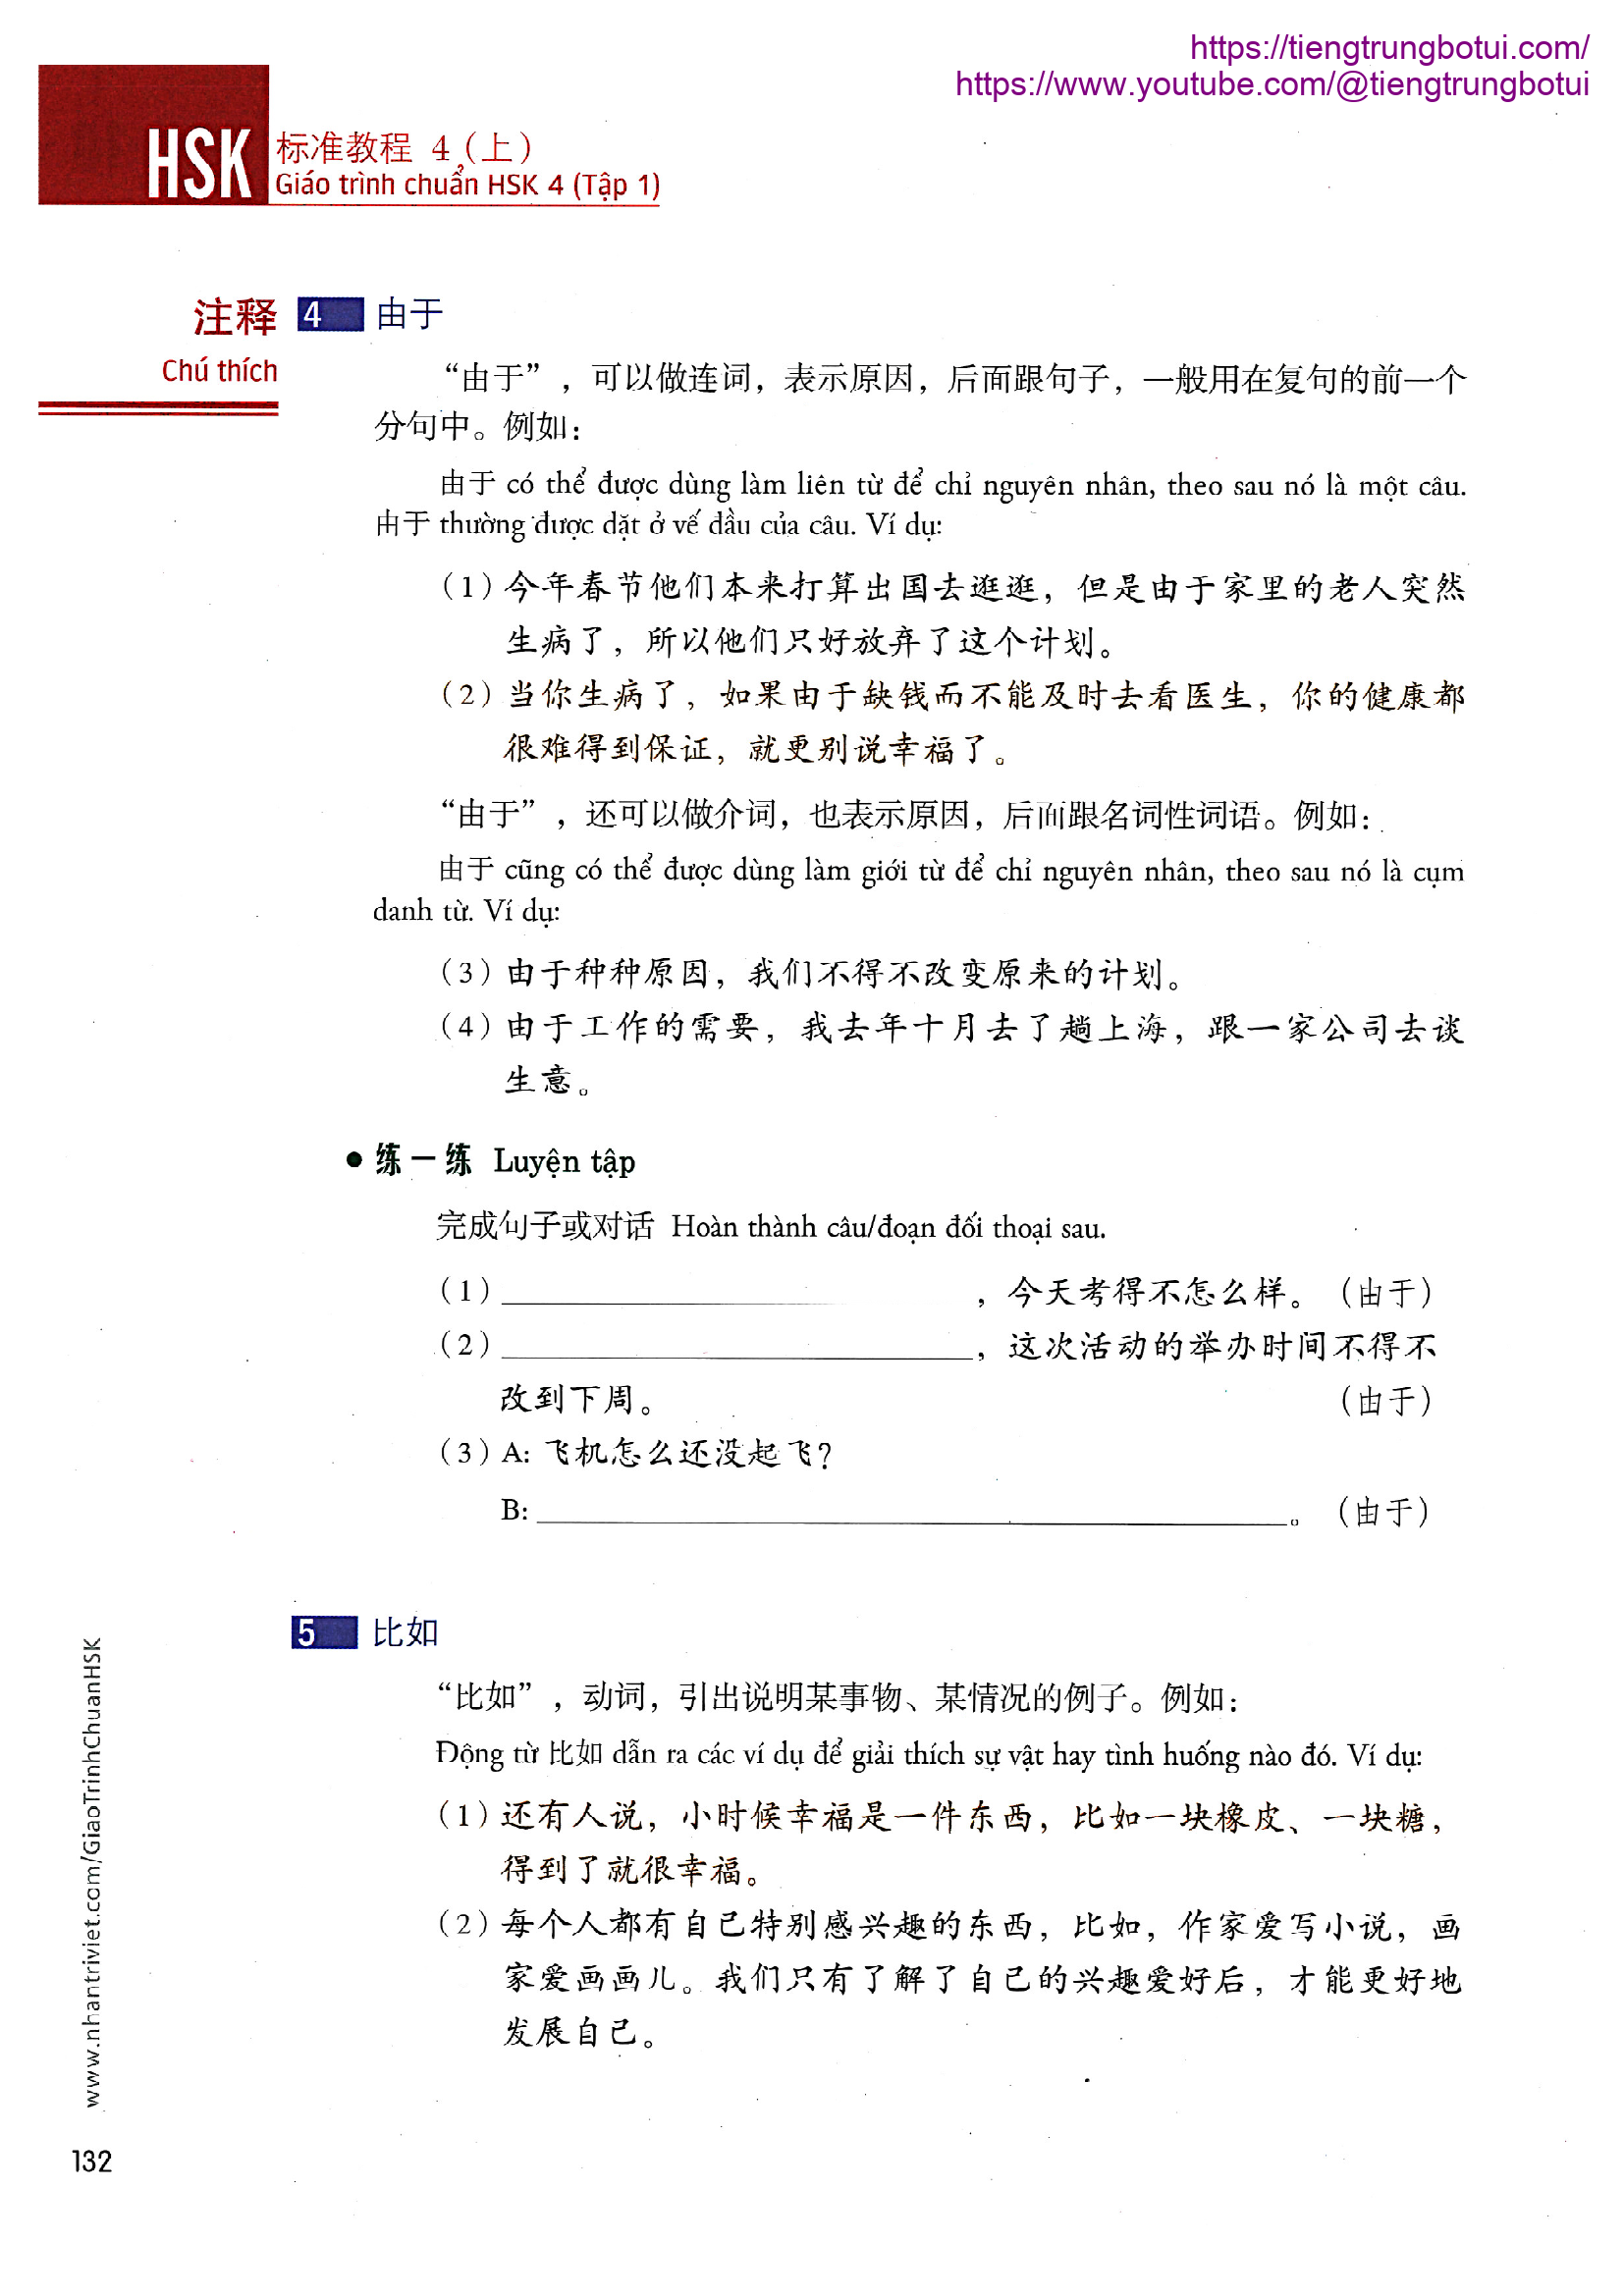 https://tiengtrungbotui.com/
https://www.youtube.com/@tiengtrungbotui
HSK 标准教程 4 (上)
Giáo trình chuẩn HSK 4 (Tập 1)
注释
Chú thích
4 由于
“由于”，可以做连词，表示原因，后面跟句子，一般用在复句的前一个
分句中。例如：
由于 có thể được dùng làm liên từ để chỉ nguyên nhân, theo sau nó là một câu.
由于 thường được đặt ở vế đầu của câu. Ví dụ:
（1）今年春节他们本来打算出国去逛逛，但是由于家里的老人突然
生病了，所以他们只好放弃了这个计划。
（2）当你生病了，如果由于缺钱而不能及时去看医生，你的健康都
很难得到保证，就更别说幸福了。
“由于”，还可以做介词，也表示原因，后面跟名词性词语。例如：
由于 cũng có thể được dùng làm giới từ để chỉ nguyên nhân, theo sau nó là cụm
danh từ. Ví dụ:
（3）由于种种原因，我们不得不改变原来的计划。
（4）由于工作的需要，我去年十月去了趟上海，跟一家公司去谈
生意。
● 练一练 Luyện tập
完成句子或对话 Hoàn thành câu/đoạn đối thoại sau.
（1）________________，今天考得不怎么样。（由于）
（2）________________，这次活动的举办时间不得不
改到下周。（由于）
（3）A: 飞机怎么还没起飞？
B: ________________________。（由于）
5 比如
“比如”，动词，引出说明某事物、某情况的例子。例如：
Động từ 比如 dẫn ra các ví dụ để giải thích sự vật hay tình huống nào đó. Ví dụ:
（1）还有人说，小时候幸福是一件东西，比如一块橡皮、一块糖，
得到了就很幸福。
（2）每个人都有自己特别感兴趣的东西，比如，作家爱写小说，画
家爱画画儿。我们只有了解了自己的兴趣爱好后，才能更好地
发展自己。
www.nhantriviet.com/GiaoTrinhChuanHSK
132